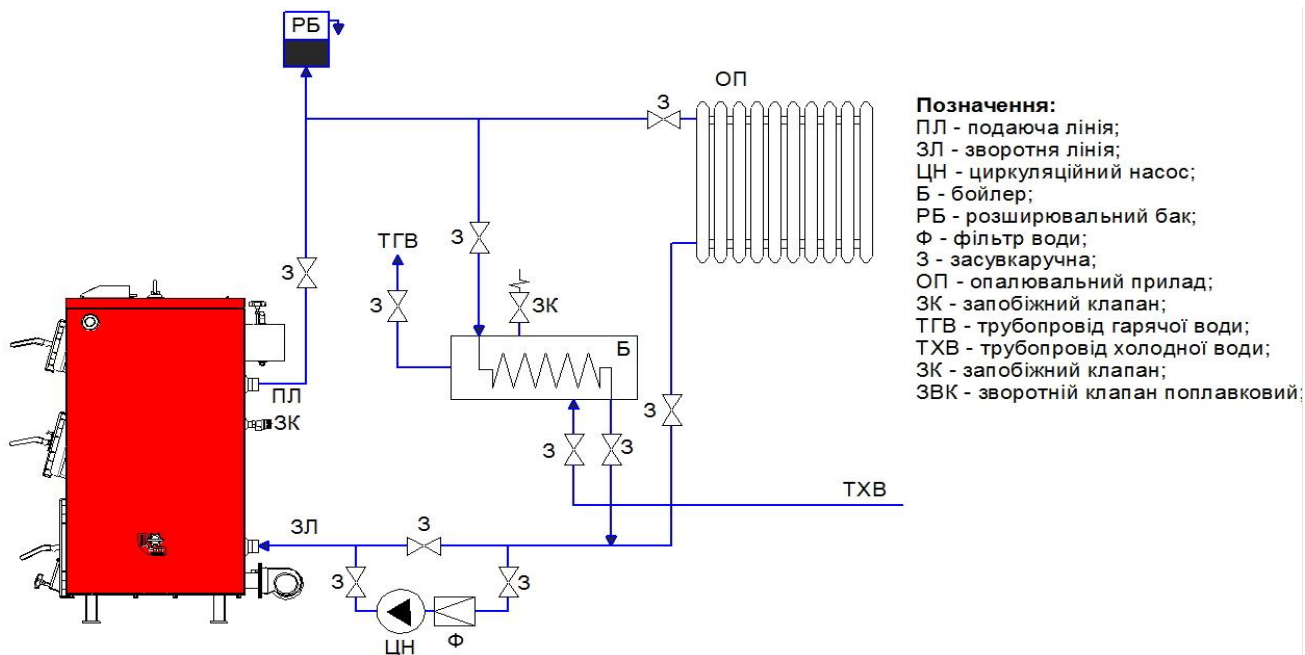 РБ
ОП
З
Позначення:
ПЛ - подаюча лінія;
ЗЛ - зворотня лінія;
ЦН - циркуляційний насос;
Б - бойлер;
РБ - розширювальний бак;
Ф - фільтр води;
З - засувкаручна;
ОП - опалювальний прилад;
ЗК - запобіжний клапан;
ТГВ - трубопровід гарячої води;
ТХВ - трубопровід холодної води;
ЗК - запобіжний клапан;
ЗВК - зворотній клапан поплавковий;
ТГВ
З
З
З
ЗК
Б
ПЛ
ЗК
З
З
З
ТХВ
ЗЛ
З
З
З
ЦН
Ф